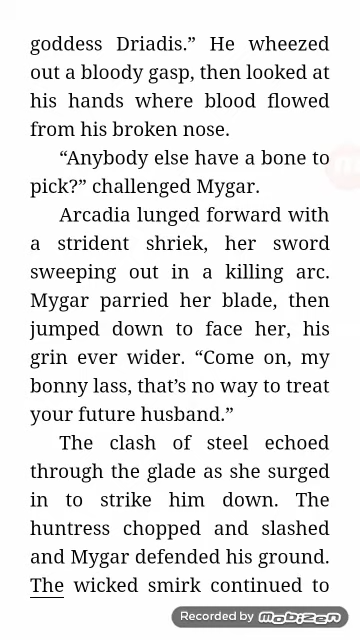 goddess Driadis.” He wheezed
out a bloody gasp, then looked at
his hands where blood flowed
from his broken nose.
“Anybody else have a bone to
pick?” challenged Mygar.
Arcadia lunged forward with
a strident shriek, her sword
sweeping out in a killing arc.
Mygar parried her blade, then
jumped down to face her, his
grin ever wider. “Come on, my
bonny lass, that’s no way to treat
your future husband.”
The clash of steel echoed
through the glade as she surged
in to strike him down. The
huntress chopped and slashed
and Mygar defended his ground.
The wicked smirk continued to
Recorded by mobizen